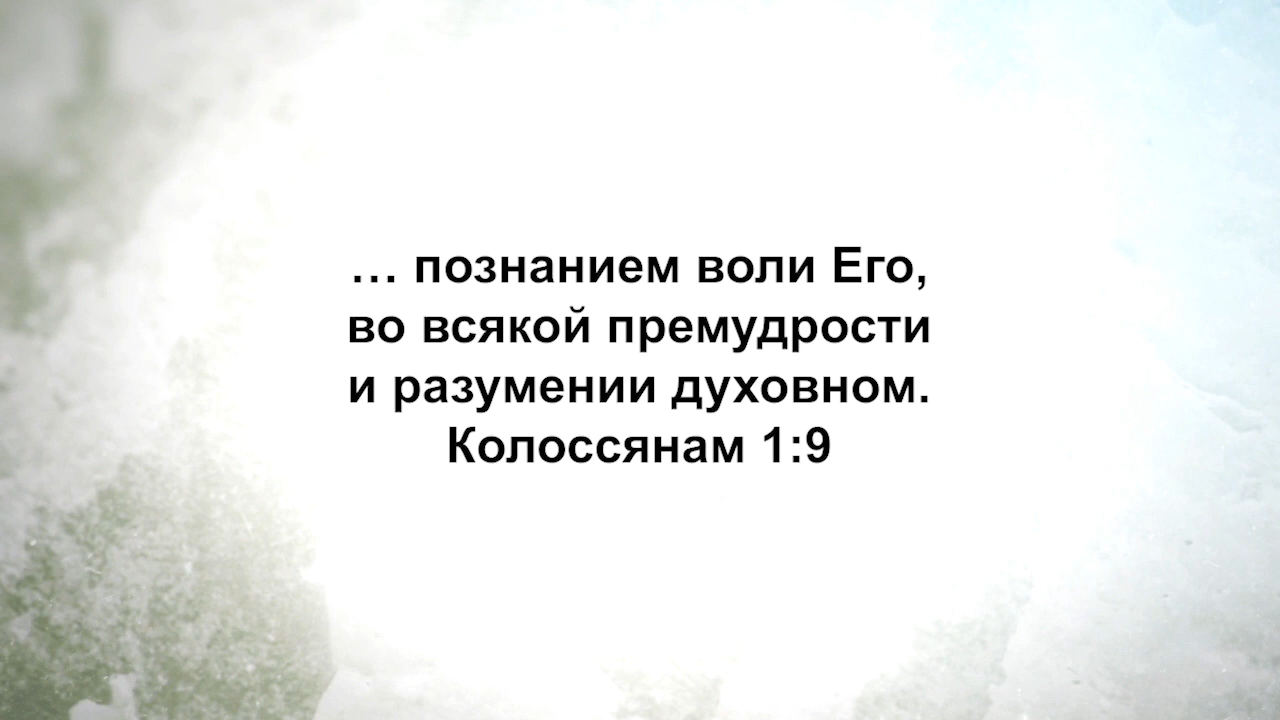 … познанием воли Его,
во всякой премудрости
и разумении духовном.
Колоссянам 1:9